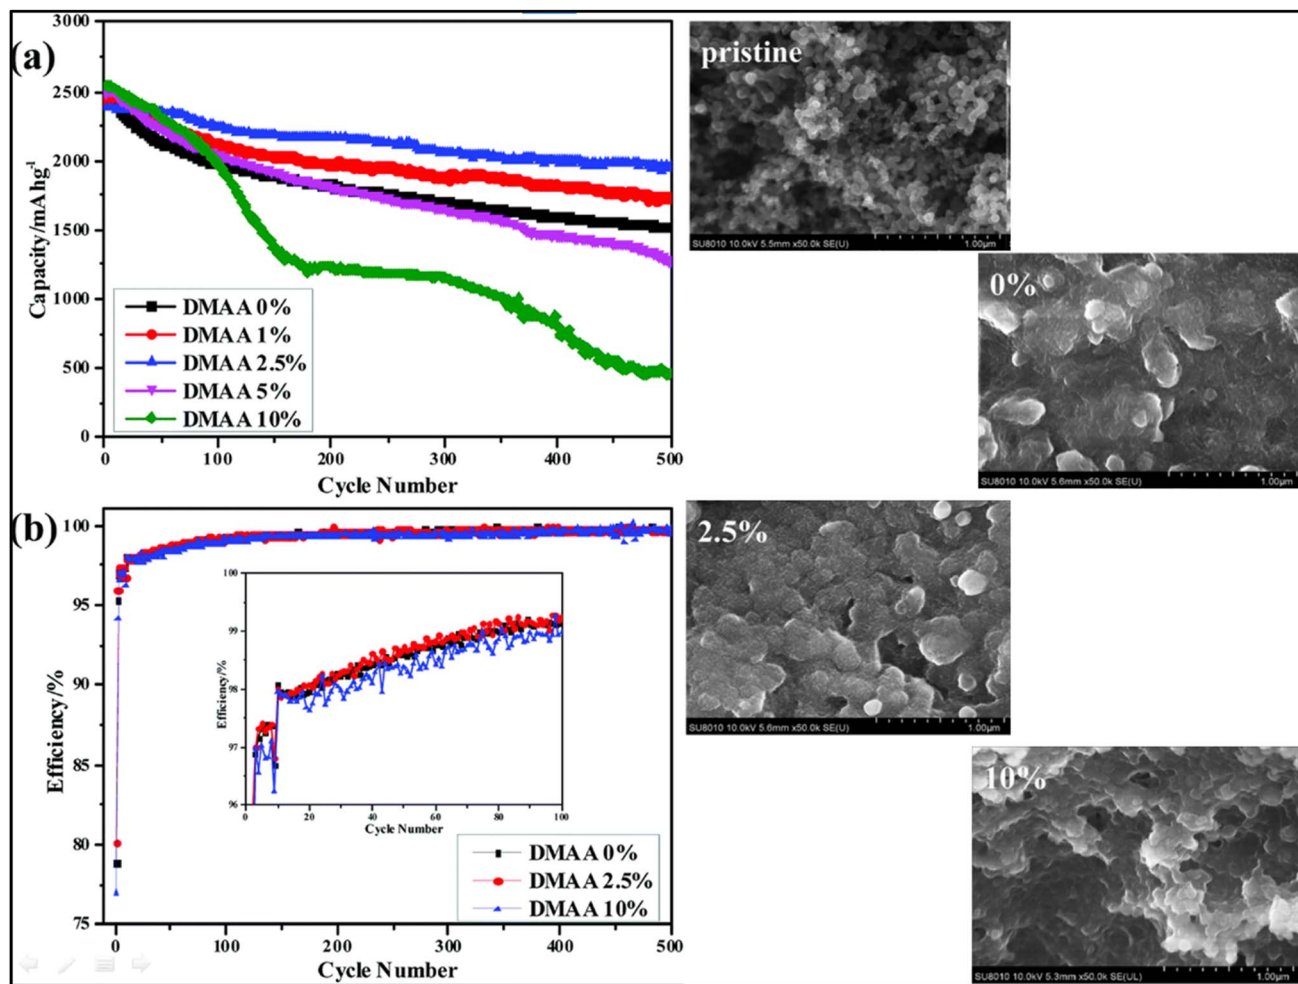 (a)
3000
2500
2000
1500
1000
500
0
Capacity/mAhg-1
DMAA 0%
DMAA 1%
DMAA 2.5%
DMAA 5%
DMAA 10%
0 100 200 300 400 500
Cycle Number
pristine
SU8010 10.0kV 5.5mm x50.0k SE(U) 1.00µm
0%
SU8010 10.0kV 5.6mm x50.0k SE(U) 1.00µm
(b)
100
95
90
85
80
75
Efficiency/%
100
99
98
97
96
Efficiency/%
0 20 40 60 80 100
Cycle Number
DMAA 0%
DMAA 2.5%
DMAA 10%
0 100 200 300 400 500
Cycle Number
2.5%
SU8010 10.0kV 5.6mm x50.0k SE(U) 1.00µm
10%
SU8010 10.0kV 5.3mm x50.0k SE(UL) 1.00µm